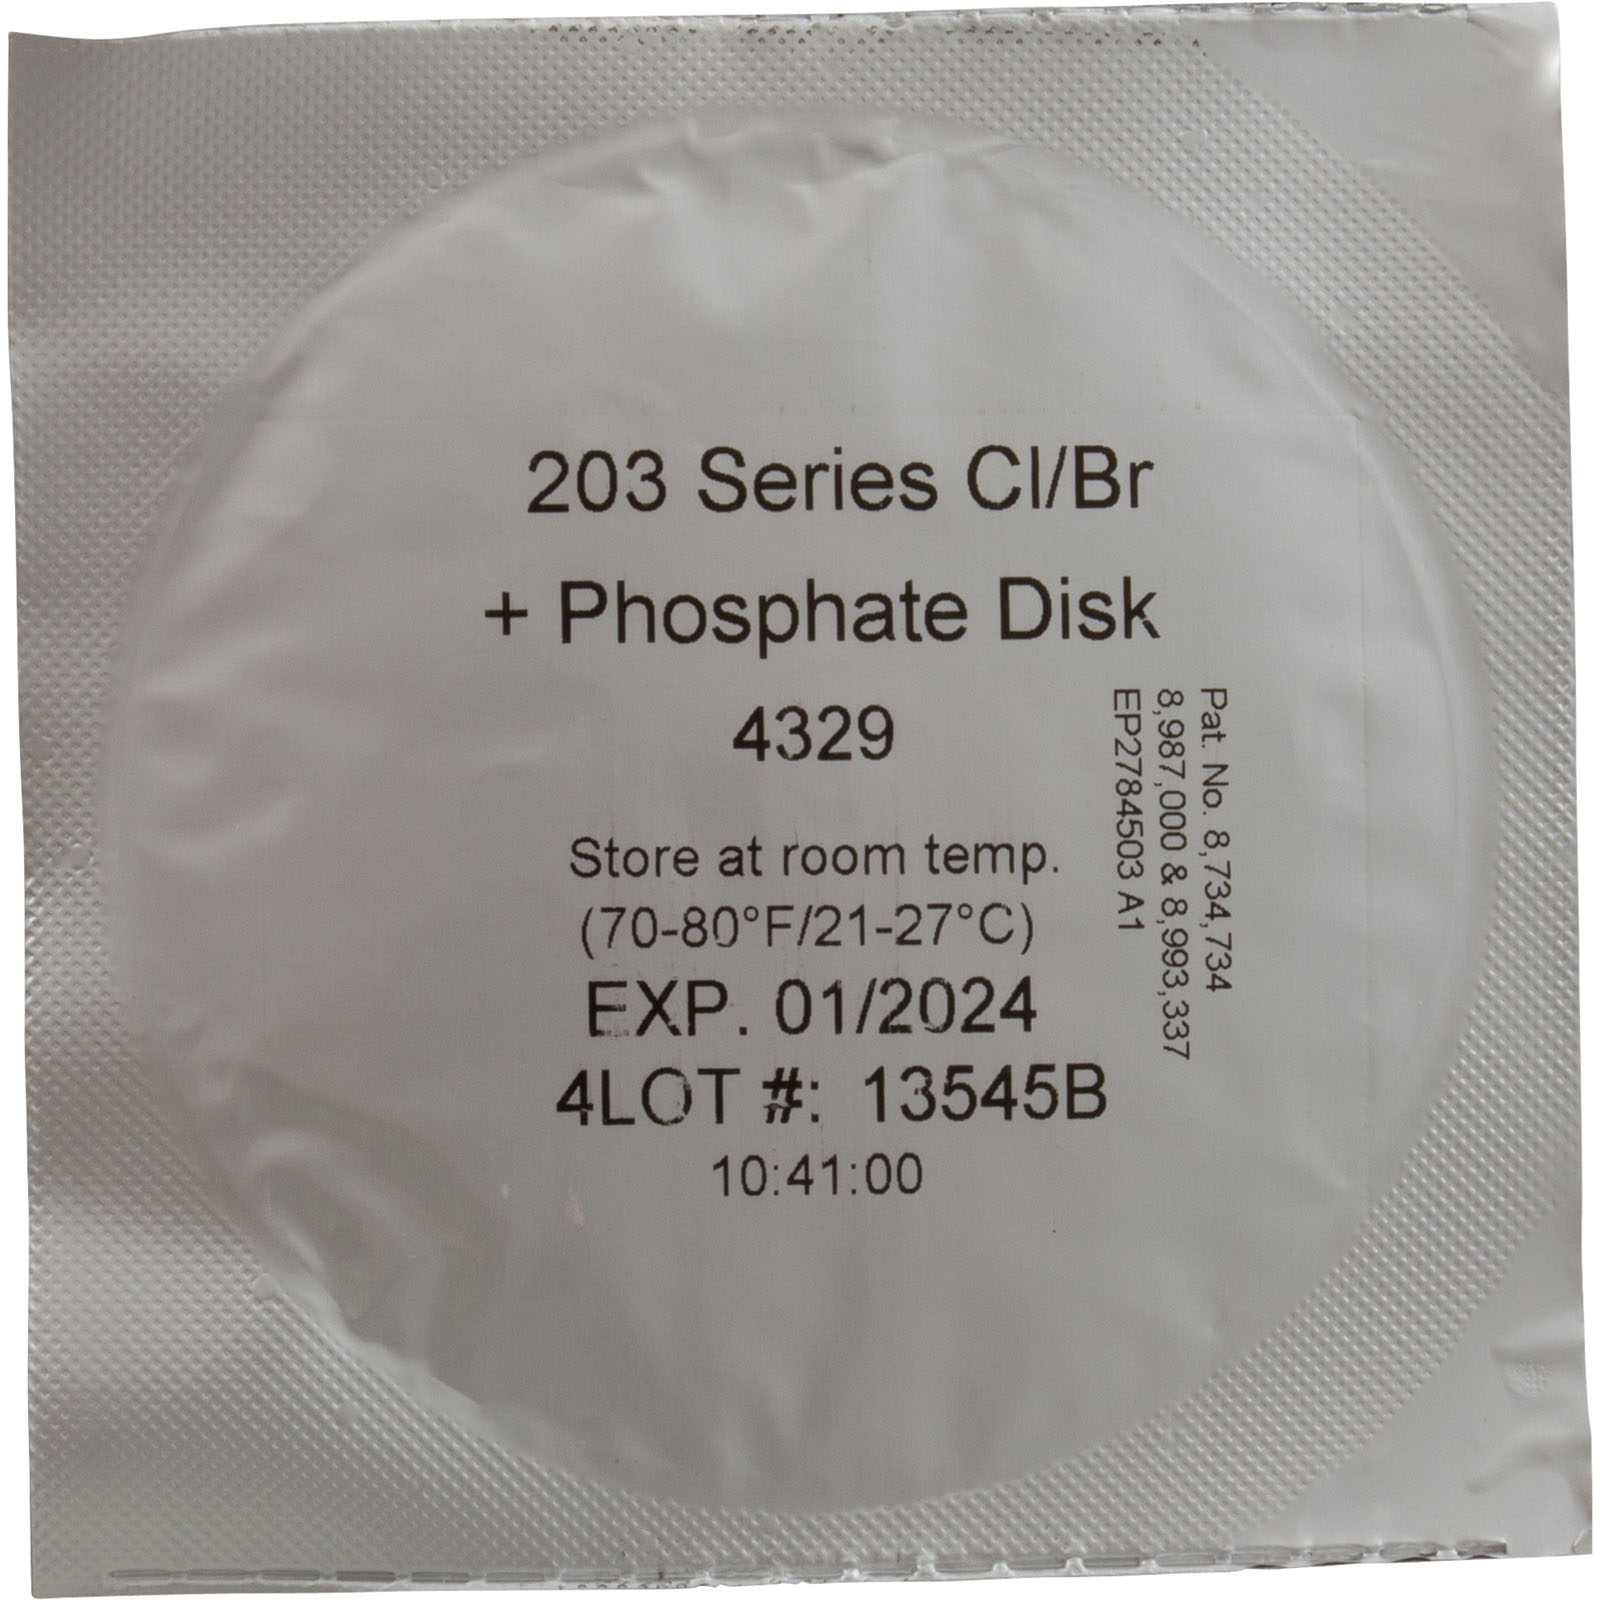 203 Series Cl/Br
+ Phosphate Disk
4329
Store at room temp.
(70-80°F/21-27°C)
EXP. 01/2024
4LOT #: 13545B
10:41:00
Pat. No. 8,734,734
8,987,000 & 8,993,337
EP2784503 A1